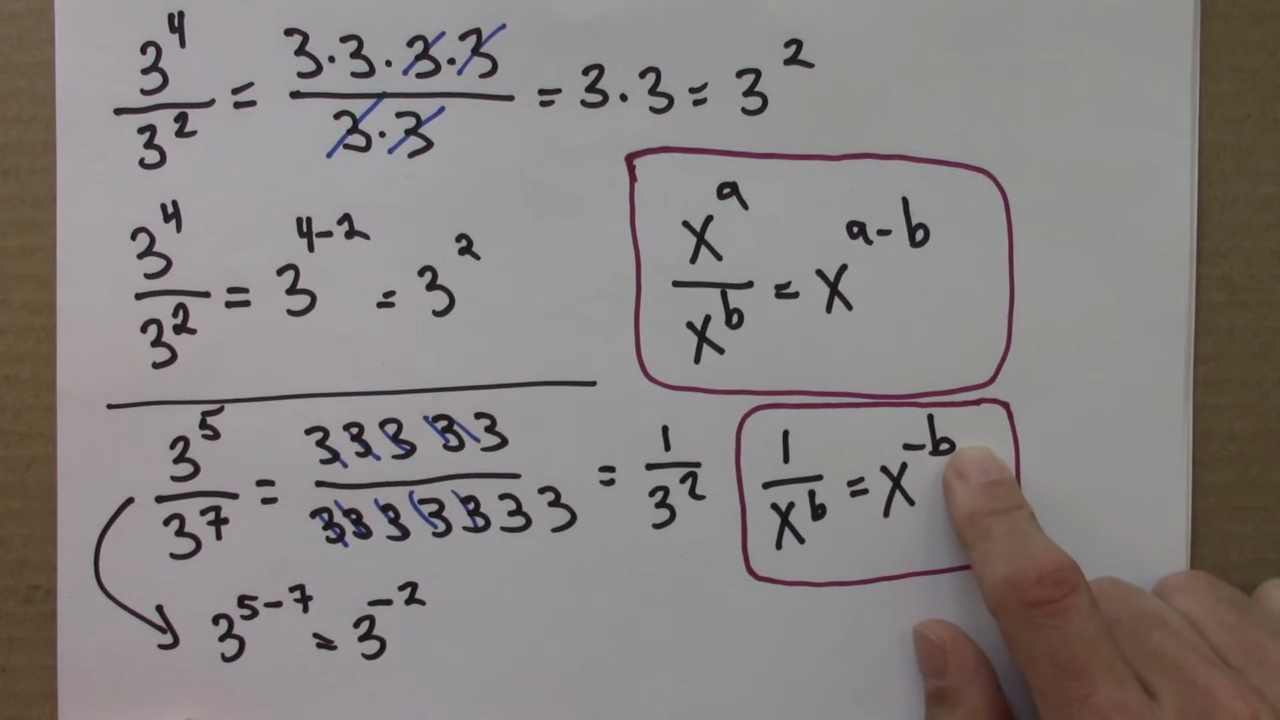 3^4/3^2 = 3·3·3·3/3·3 = 3·3 = 3^2
3^4/3^2 = 3^(4-2) = 3^2
x^a/x^b = x^(a-b)
3^5/3^7 = 33333/3333333 = 1/3^2
1/x^b = x^(-b)
3^(5-7) = 3^(-2)